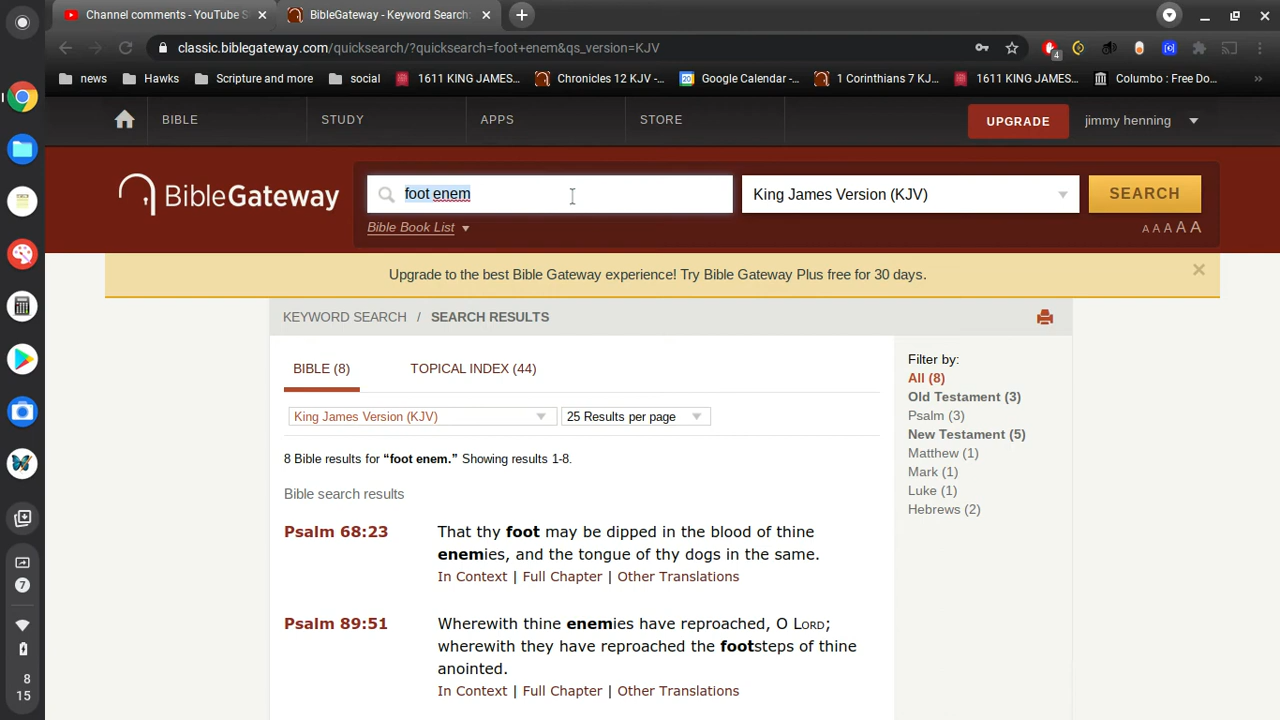 Channel comments - YouTube S
BibleGateway - Keyword Search:
classic.biblegateway.com/quicksearch/?quicksearch=foot+enem&qs_version=KJV
4
news
Hawks
Scripture and more
social
1611 KING JAMES...
Chronicles 12 KJV -...
20
Google Calendar -...
1 Corinthians 7 KJ...
1611 KING JAMES...
Columbo : Free Do...
»
BIBLE
STUDY
APPS
STORE
UPGRADE
jimmy henning
BibleGateway
foot enem
King James Version (KJV)
SEARCH
Bible Book List
A A A A A
Upgrade to the best Bible Gateway experience! Try Bible Gateway Plus free for 30 days.
KEYWORD SEARCH / SEARCH RESULTS
BIBLE (8)
TOPICAL INDEX (44)
King James Version (KJV)
25 Results per page
8 Bible results for “foot enem.” Showing results 1-8.
Bible search results
Psalm 68:23
That thy foot may be dipped in the blood of thine
enemies, and the tongue of thy dogs in the same.
In Context | Full Chapter | Other Translations
Psalm 89:51
Wherewith thine enemies have reproached, O LORD;
wherewith they have reproached the footsteps of thine
anointed.
In Context | Full Chapter | Other Translations
Filter by:
All (8)
Old Testament (3)
Psalm (3)
New Testament (5)
Matthew (1)
Mark (1)
Luke (1)
Hebrews (2)
7
8
15